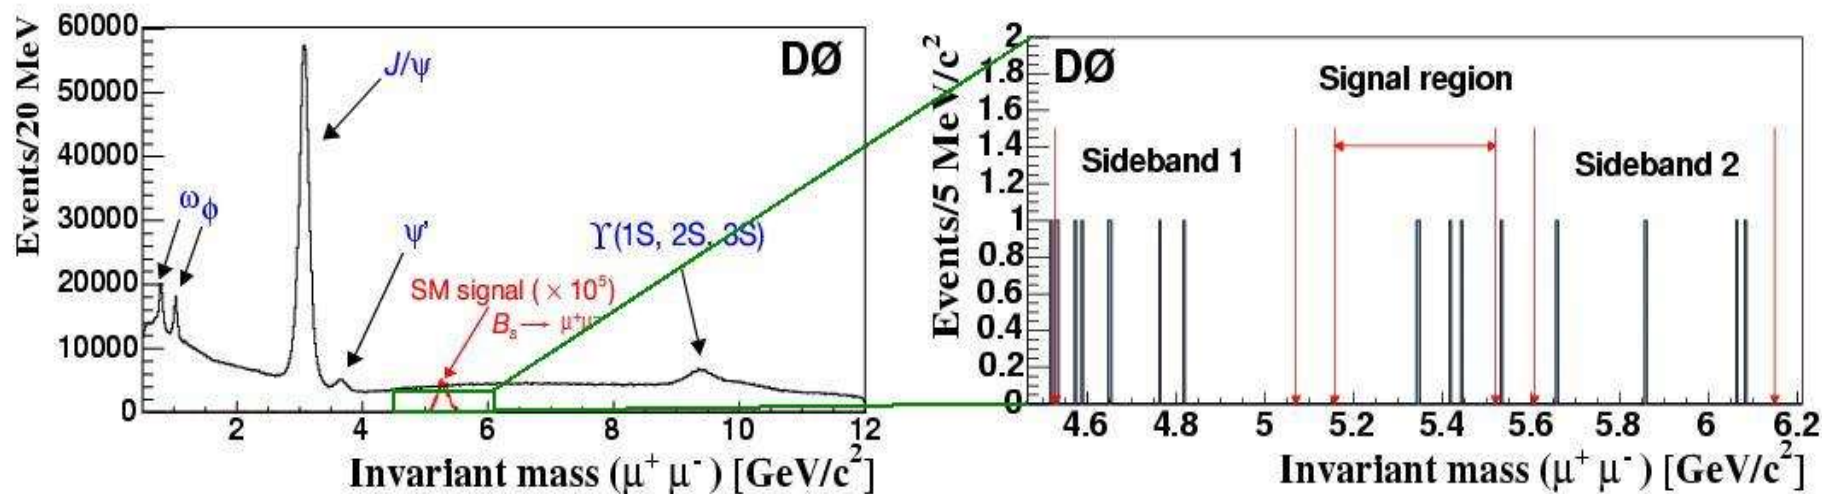 Events/20 MeV
60000
50000
40000
30000
20000
10000
0
DØ
J/ψ
ω
ϕ
ψ'
Υ(1S, 2S, 3S)
SM signal ( × 10⁵)
Bₛ → μ⁺μ⁻
2 4 6 8 10 12
Invariant mass (μ⁺ μ⁻) [GeV/c²]
Events/5 MeV/c²
2
1.8
1.6
1.4
1.2
1
0.8
0.6
0.4
0.2
0
DØ
Signal region
Sideband 1
Sideband 2
4.6 4.8 5 5.2 5.4 5.6 5.8 6 6.2
Invariant mass (μ⁺ μ⁻) [GeV/c²]